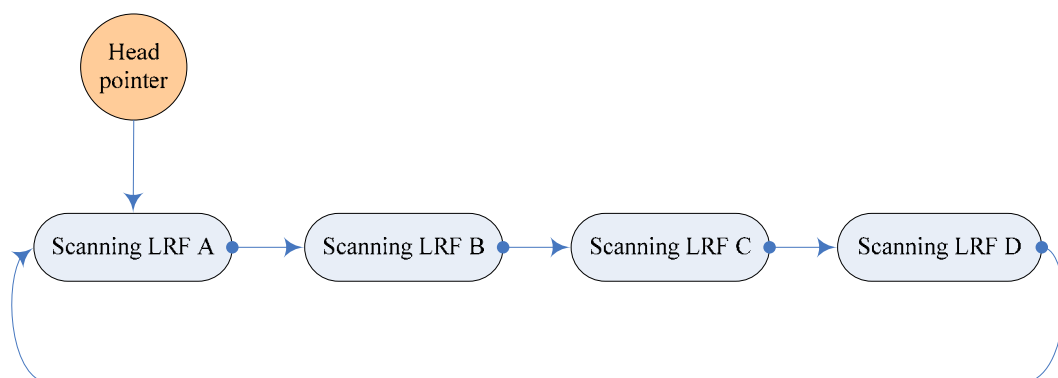 Head
pointer
Scanning LRF A
Scanning LRF B
Scanning LRF C
Scanning LRF D